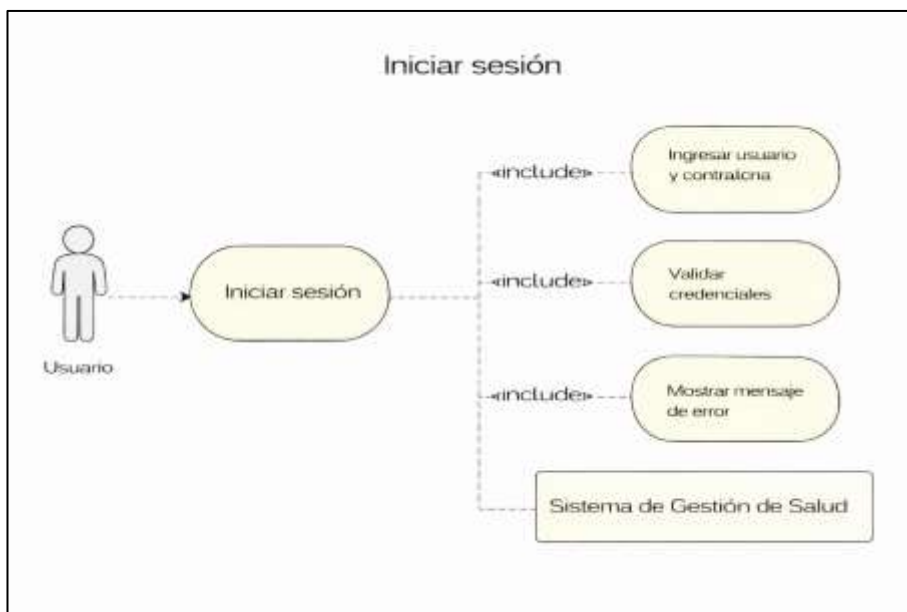 Iniciar sesión
«include»
Ingresar usuario
y contraliona
«include»
Validar
credenciales
Iniciar sesión
Usuario
«include»
Mostrar mensaje
de error
Sistema de Gestión de Salud